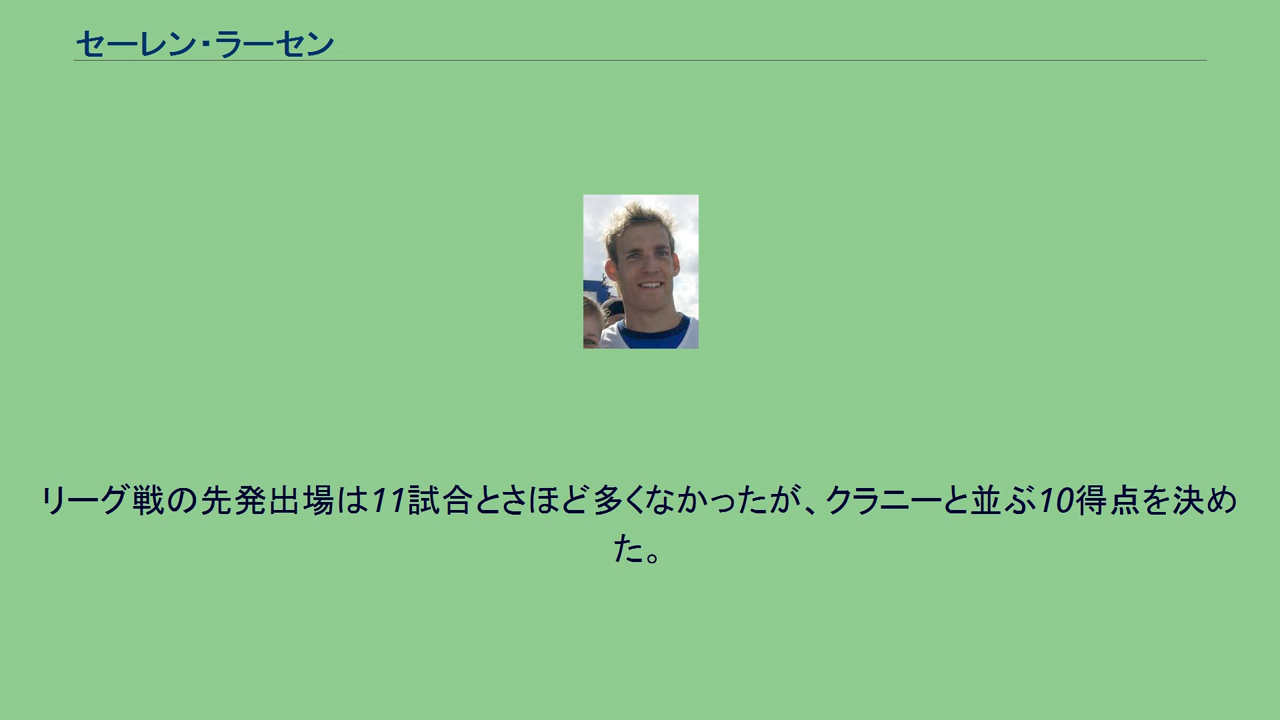 セーレン・ラーセン
リーグ戦の先発出場は11試合とさほど多くなかったが、クラニーと並ぶ10得点を決め
た。